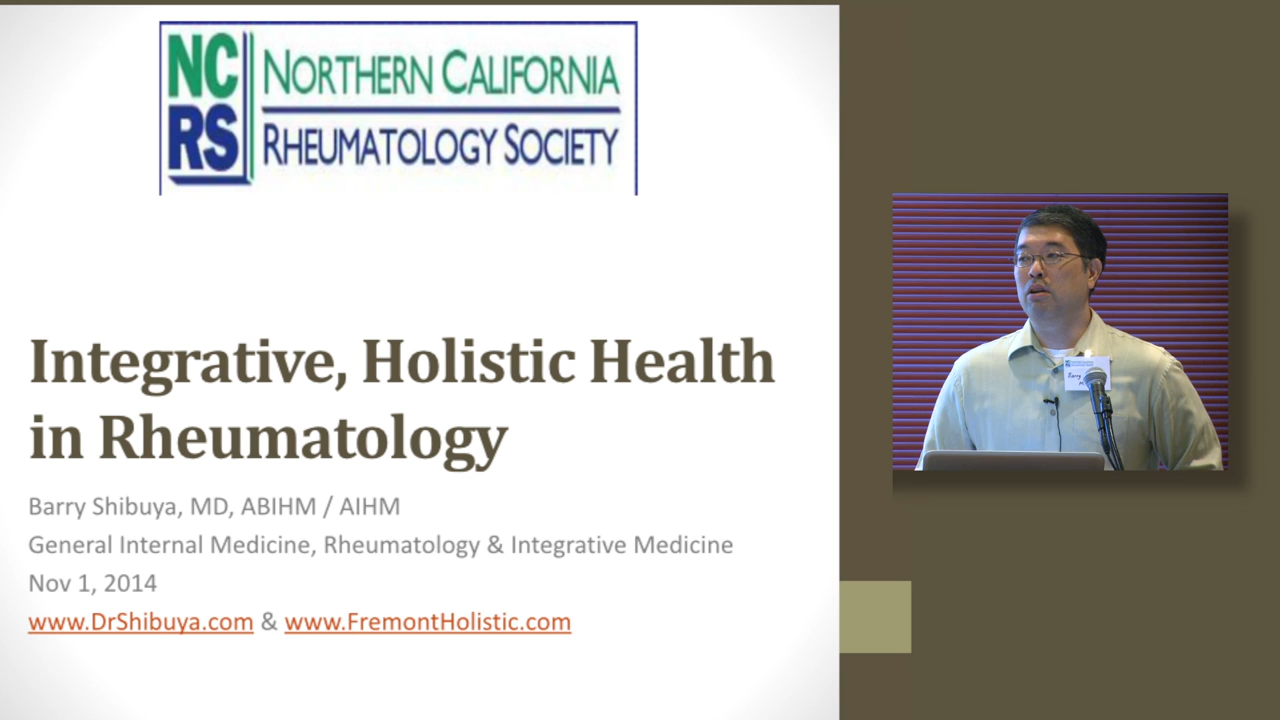 NC
RS
NORTHERN CALIFORNIA
RHEUMATOLOGY SOCIETY
Integrative, Holistic Health
in Rheumatology
Barry Shibuya, MD, ABIHM / AIHM
General Internal Medicine, Rheumatology & Integrative Medicine
Nov 1, 2014
www.DrShibuya.com & www.FremontHolistic.com
Barry